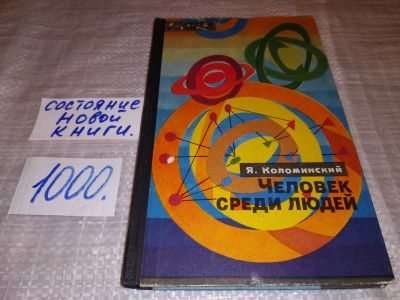 СОСТОЯНИЕ
НОВОЙ
КНИГИ.
1000.
Я. Коломинский
ЧЕЛОВЕК
СРЕДИ ЛЮДЕЙ